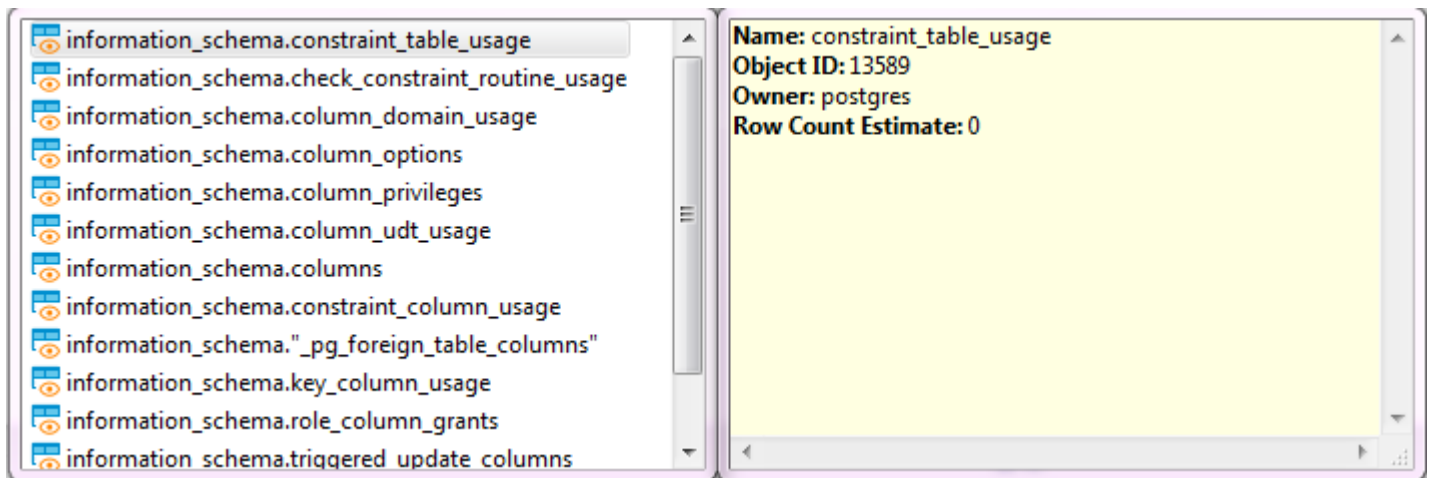 information_schema.constraint_table_usage
information_schema.check_constraint_routine_usage
information_schema.column_domain_usage
information_schema.column_options
information_schema.column_privileges
information_schema.column_udt_usage
information_schema.columns
information_schema.constraint_column_usage
information_schema."_pg_foreign_table_columns"
information_schema.key_column_usage
information_schema.role_column_grants
information_schema.triggered_update_columns
Name: constraint_table_usage
Object ID: 13589
Owner: postgres
Row Count Estimate: 0